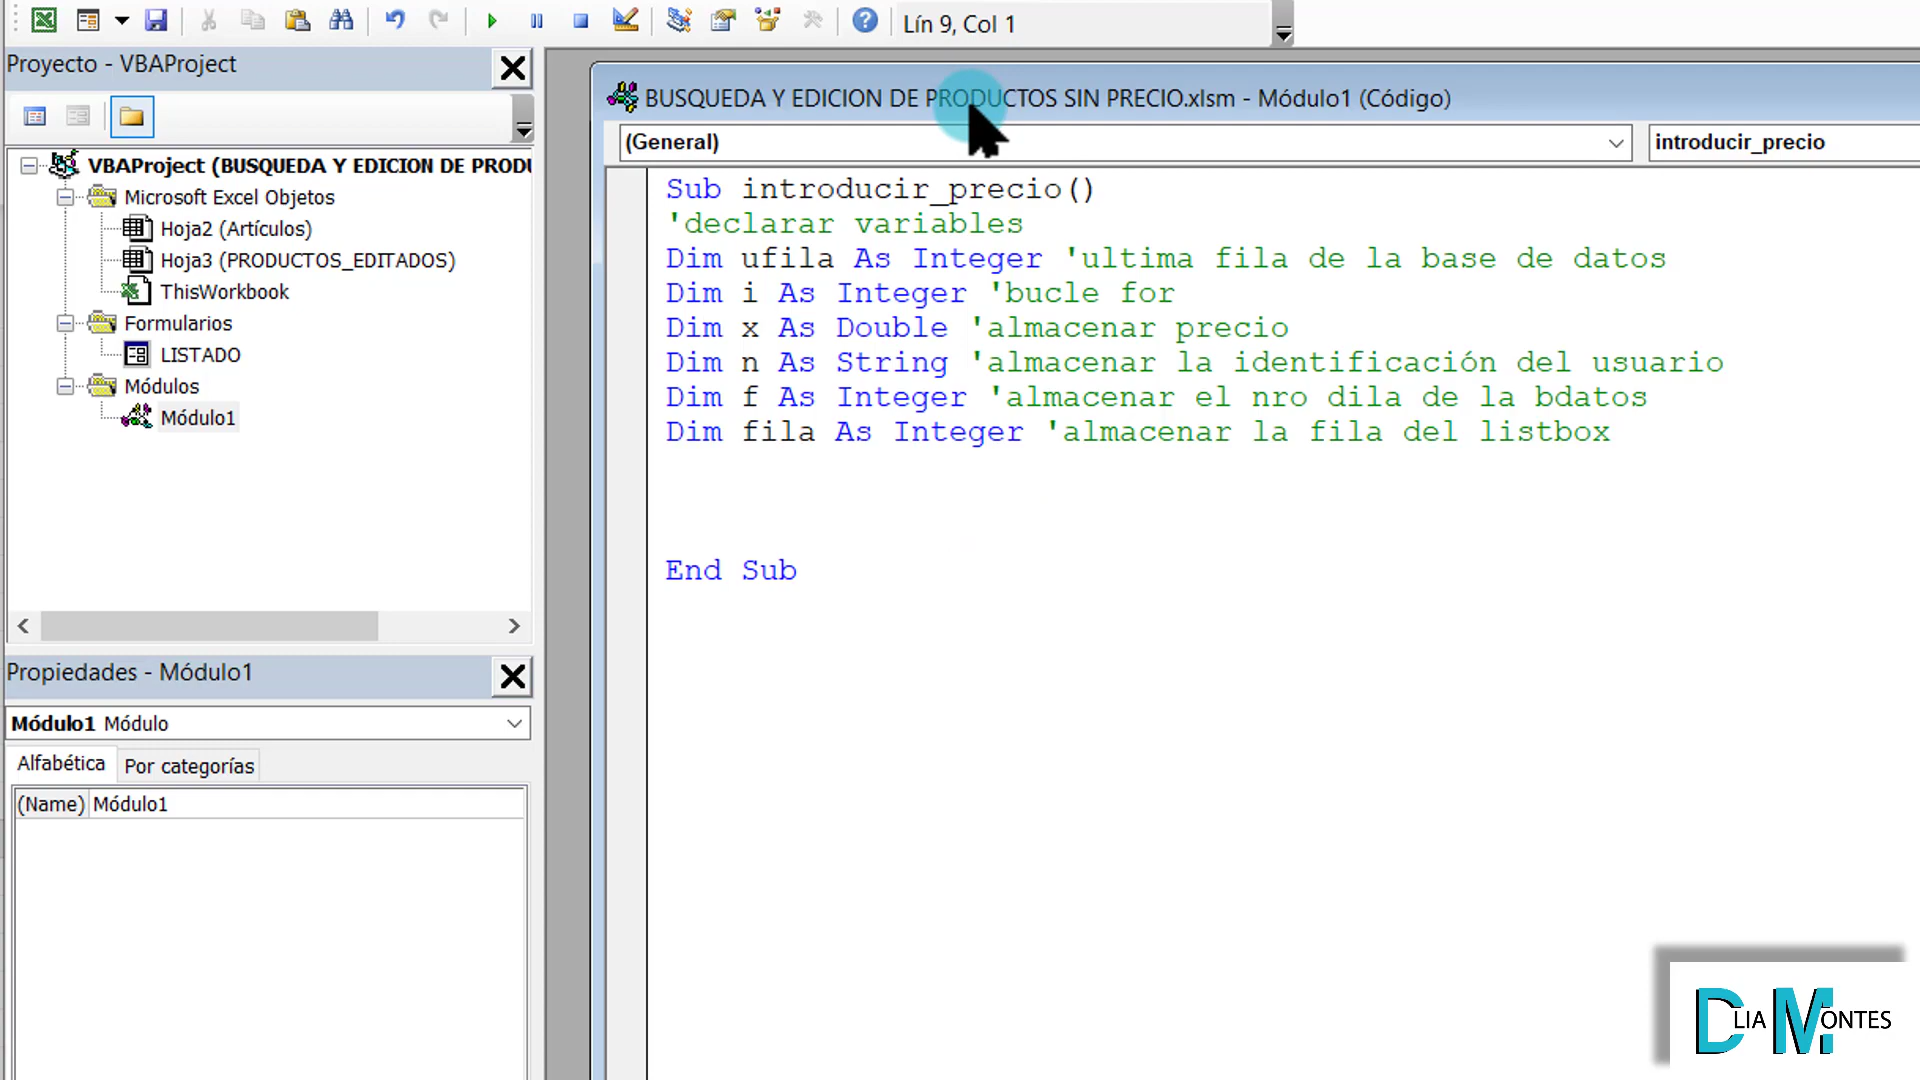 Lín 9, Col 1
Proyecto - VBAProject
VBAProject (BUSQUEDA Y EDICION DE PRODU
Microsoft Excel Objetos
Hoja2 (Artículos)
Hoja3 (PRODUCTOS_EDITADOS)
ThisWorkbook
Formularios
LISTADO
Módulos
Módulo1
Propiedades - Módulo1
Módulo1 Módulo
Alfabética
Por categorías
(Name) Módulo1
BUSQUEDA Y EDICION DE PRODUCTOS SIN PRECIO.xlsm - Módulo1 (Código)
(General)
introducir_precio
Sub introducir_precio()
'declarar variables
Dim ufila As Integer 'ultima fila de la base de datos
Dim i As Integer 'bucle for
Dim x As Double 'almacenar precio
Dim n As String 'almacenar la identificación del usuario
Dim f As Integer 'almacenar el nro dila de la bdatos
Dim fila As Integer 'almacenar la fila del listbox
End Sub
DLIA MONTES